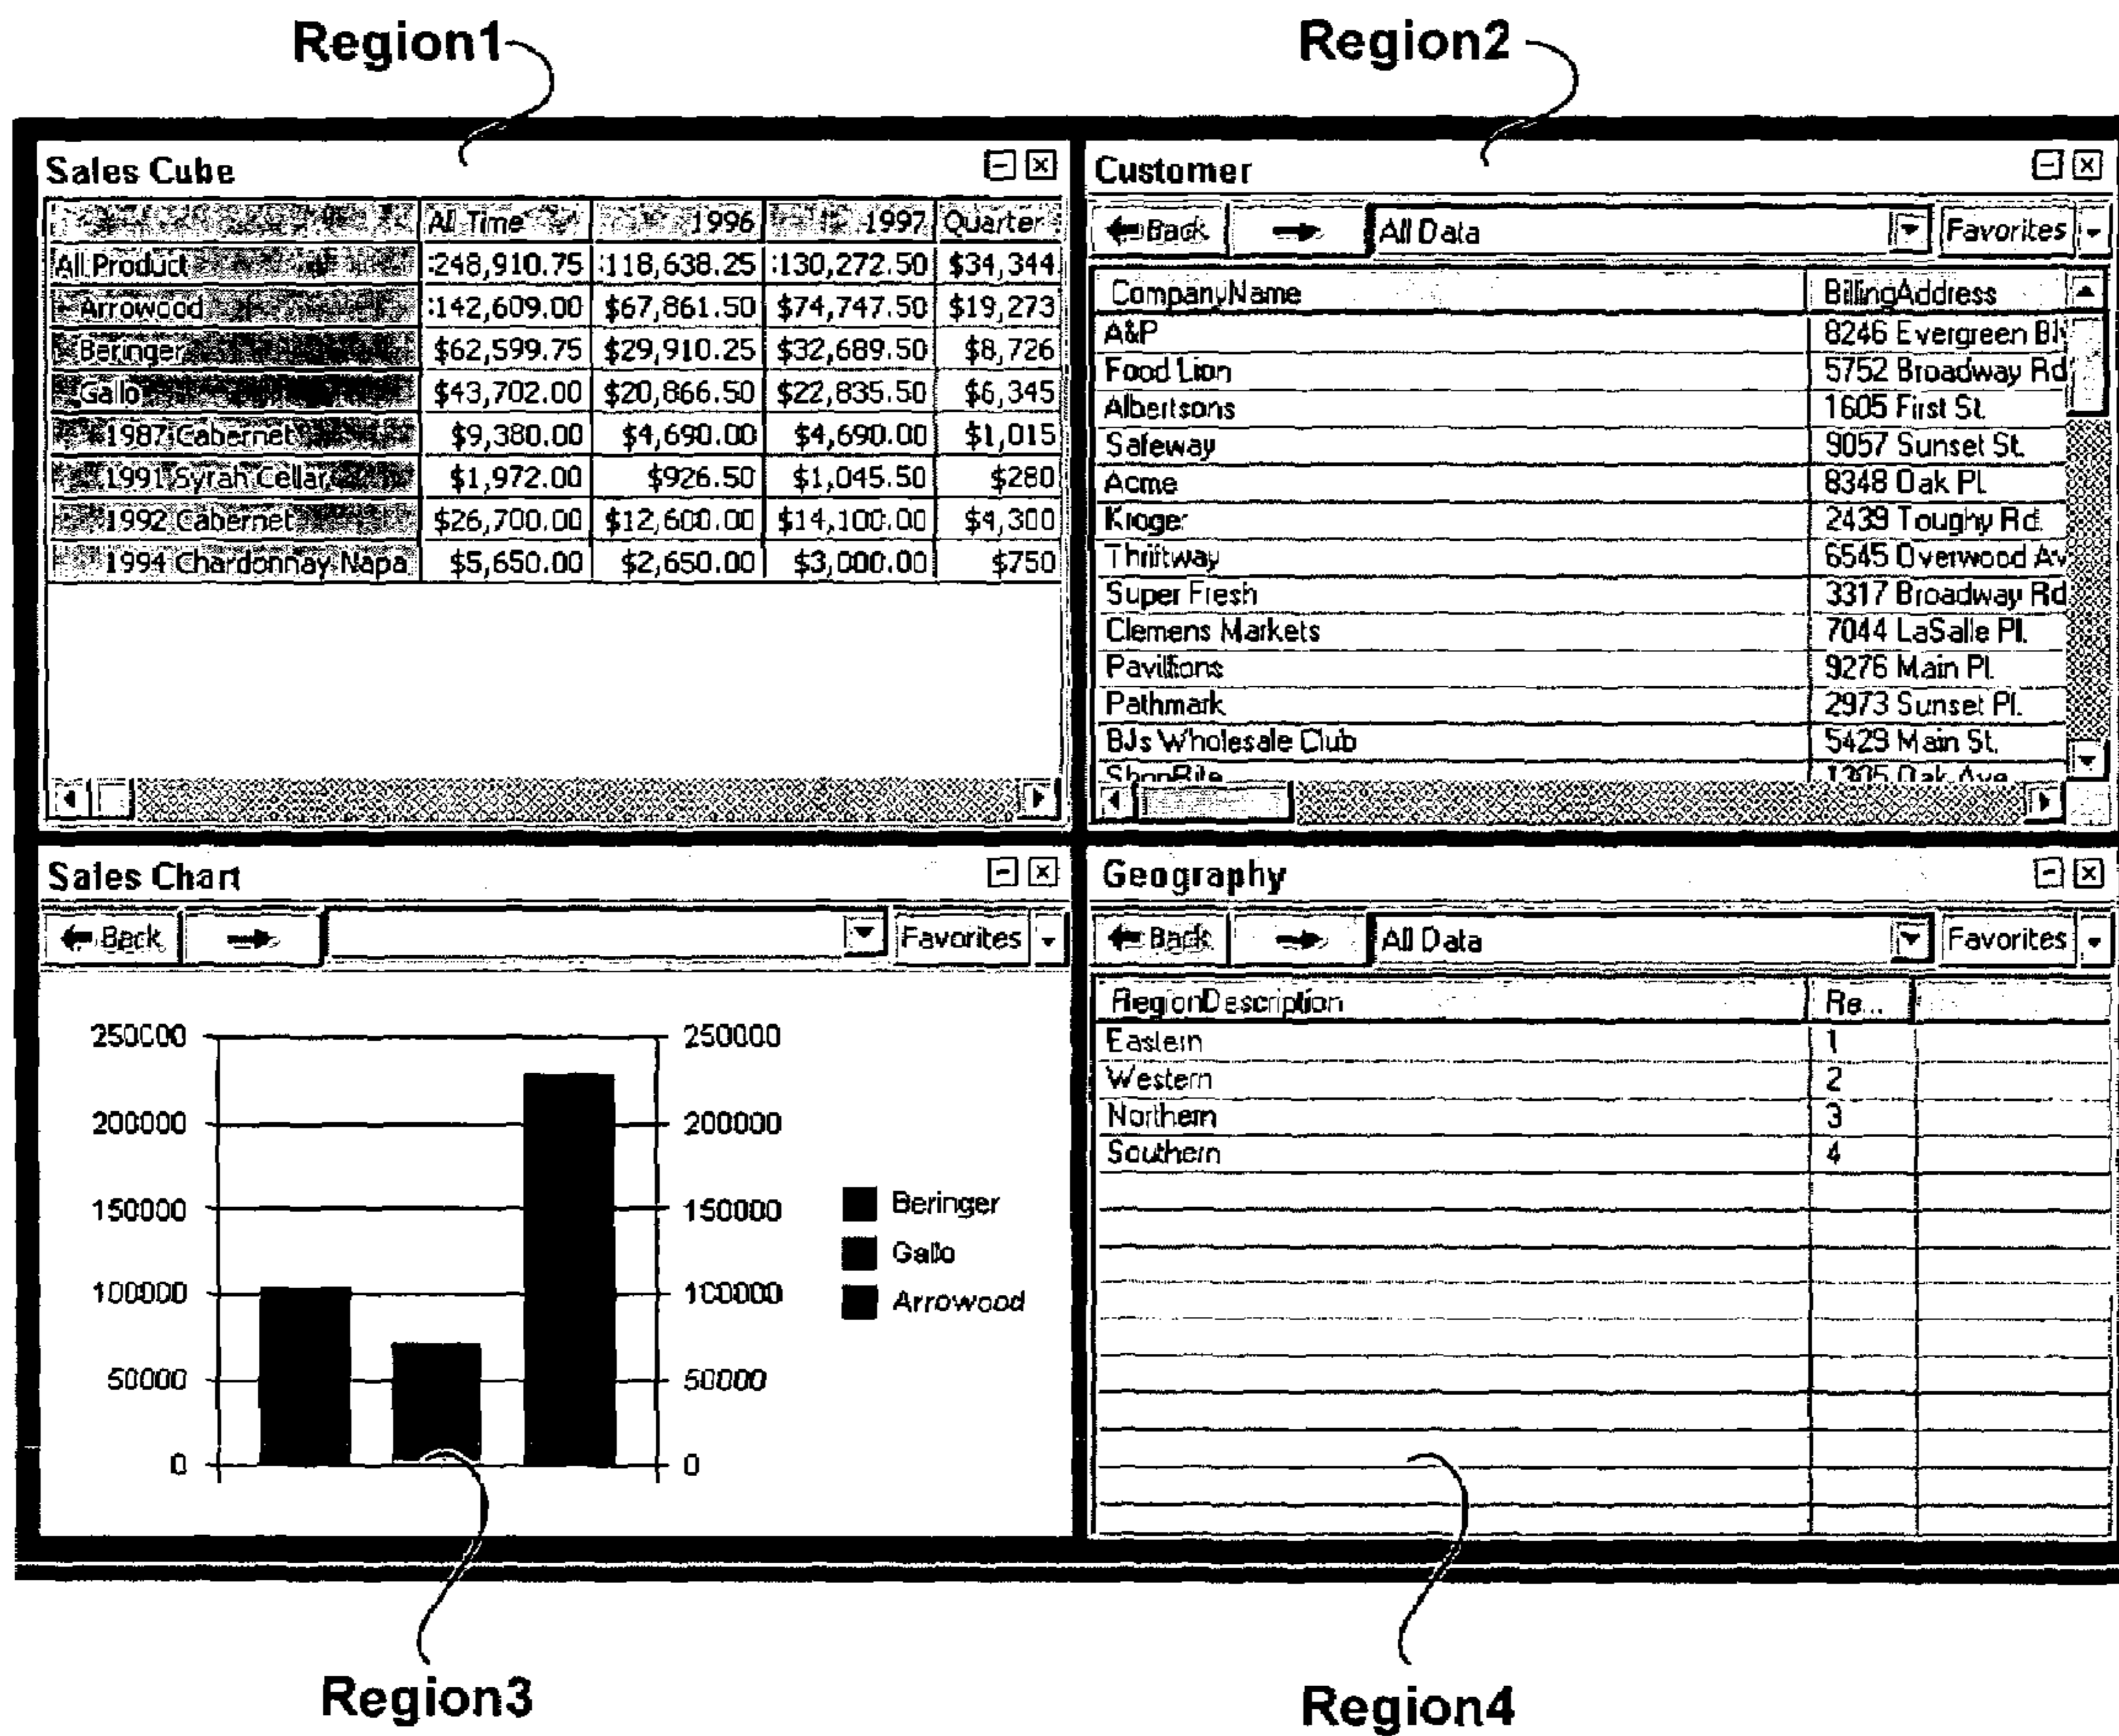 Region1
Region2
Sales Cube
All Time 1996 1997 Quarter
All Product :248,910.75 :118,638.25 :130,272.50 $34,344
Arrowood :142,609.00 $67,861.50 $74,747.50 $19,273
Beringer $62,599.75 $29,910.25 $32,689.50 $8,726
Gallo $43,702.00 $20,866.50 $22,835.50 $6,345
1987 Cabernet $9,380.00 $4,690.00 $4,690.00 $1,015
1991 Syrah Cellar, $1,972.00 $926.50 $1,045.50 $280
1992 Cabernet $26,700.00 $12,600.00 $14,100.00 $4,300
1994 Chardonnay Napa $5,650.00 $2,650.00 $3,000.00 $750
Customer
Back All Data Favorites
CompanyName BillingAddress
A&P 8246 Evergreen Blv
Food Lion 5752 Broadway Rd
Albertsons 1605 First St.
Safeway 9057 Sunset St.
Acme 8348 Oak Pl.
Kroger 2439 Toughy Rd.
Thriftway 6545 Overwood Av
Super Fresh 3317 Broadway Rd
Clemens Markets 7044 LaSalle Pl.
Pavilions 9276 Main Pl.
Pathmark 2973 Sunset Pl.
BJs Wholesale Club 5429 Main St.
ShopRite 1305 Oak Ave
Sales Chart
Back Favorites
250000 250000
200000 200000
150000 150000
100000 100000
50000 50000
0 0
Beringer
Gallo
Arrowood
Geography
Back All Data Favorites
RegionDescription Re...
Eastern 1
Western 2
Northern 3
Southern 4
Region3
Region4